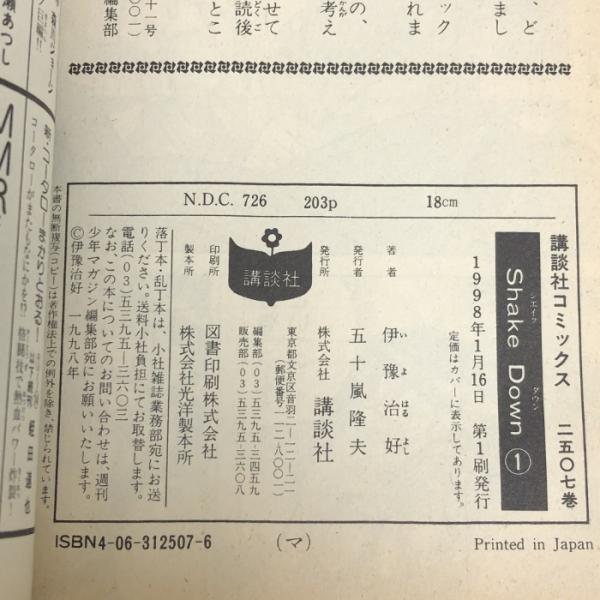 N.D.C. 726 203p 18cm
講談社コミックス 二五〇七巻
Shake Down ①
シエイク ダウン
1998年1月16日 第1刷発行
定価はカバーに表示してあります。
著者 伊豫治好
いよ はる よし
発行者 五十嵐隆夫
発行所 株式会社 講談社
東京都文京区音羽二―一二―二一
(郵便番号一一二―八〇〇一)
編集部(〇三)五三九五―三四五九
販売部(〇三)五三九五―三六〇八
講談社
印刷所 図書印刷株式会社
製本所 株式会社光洋製本所
落丁本・乱丁本は、小社雑誌業務部宛にお送
りください。送料小社負担にてお取替します。
電話(03)五三九五―三六〇三
なお、この本についてのお問い合わせは、週刊
少年マガジン編集部宛にお願いいたします。
©伊豫治好 一九九八年
本書の無断複写(コピー)は著作権法上での例外を除き、禁じられています。
ISBN4-06-312507-6 (マ) Printed in Japan